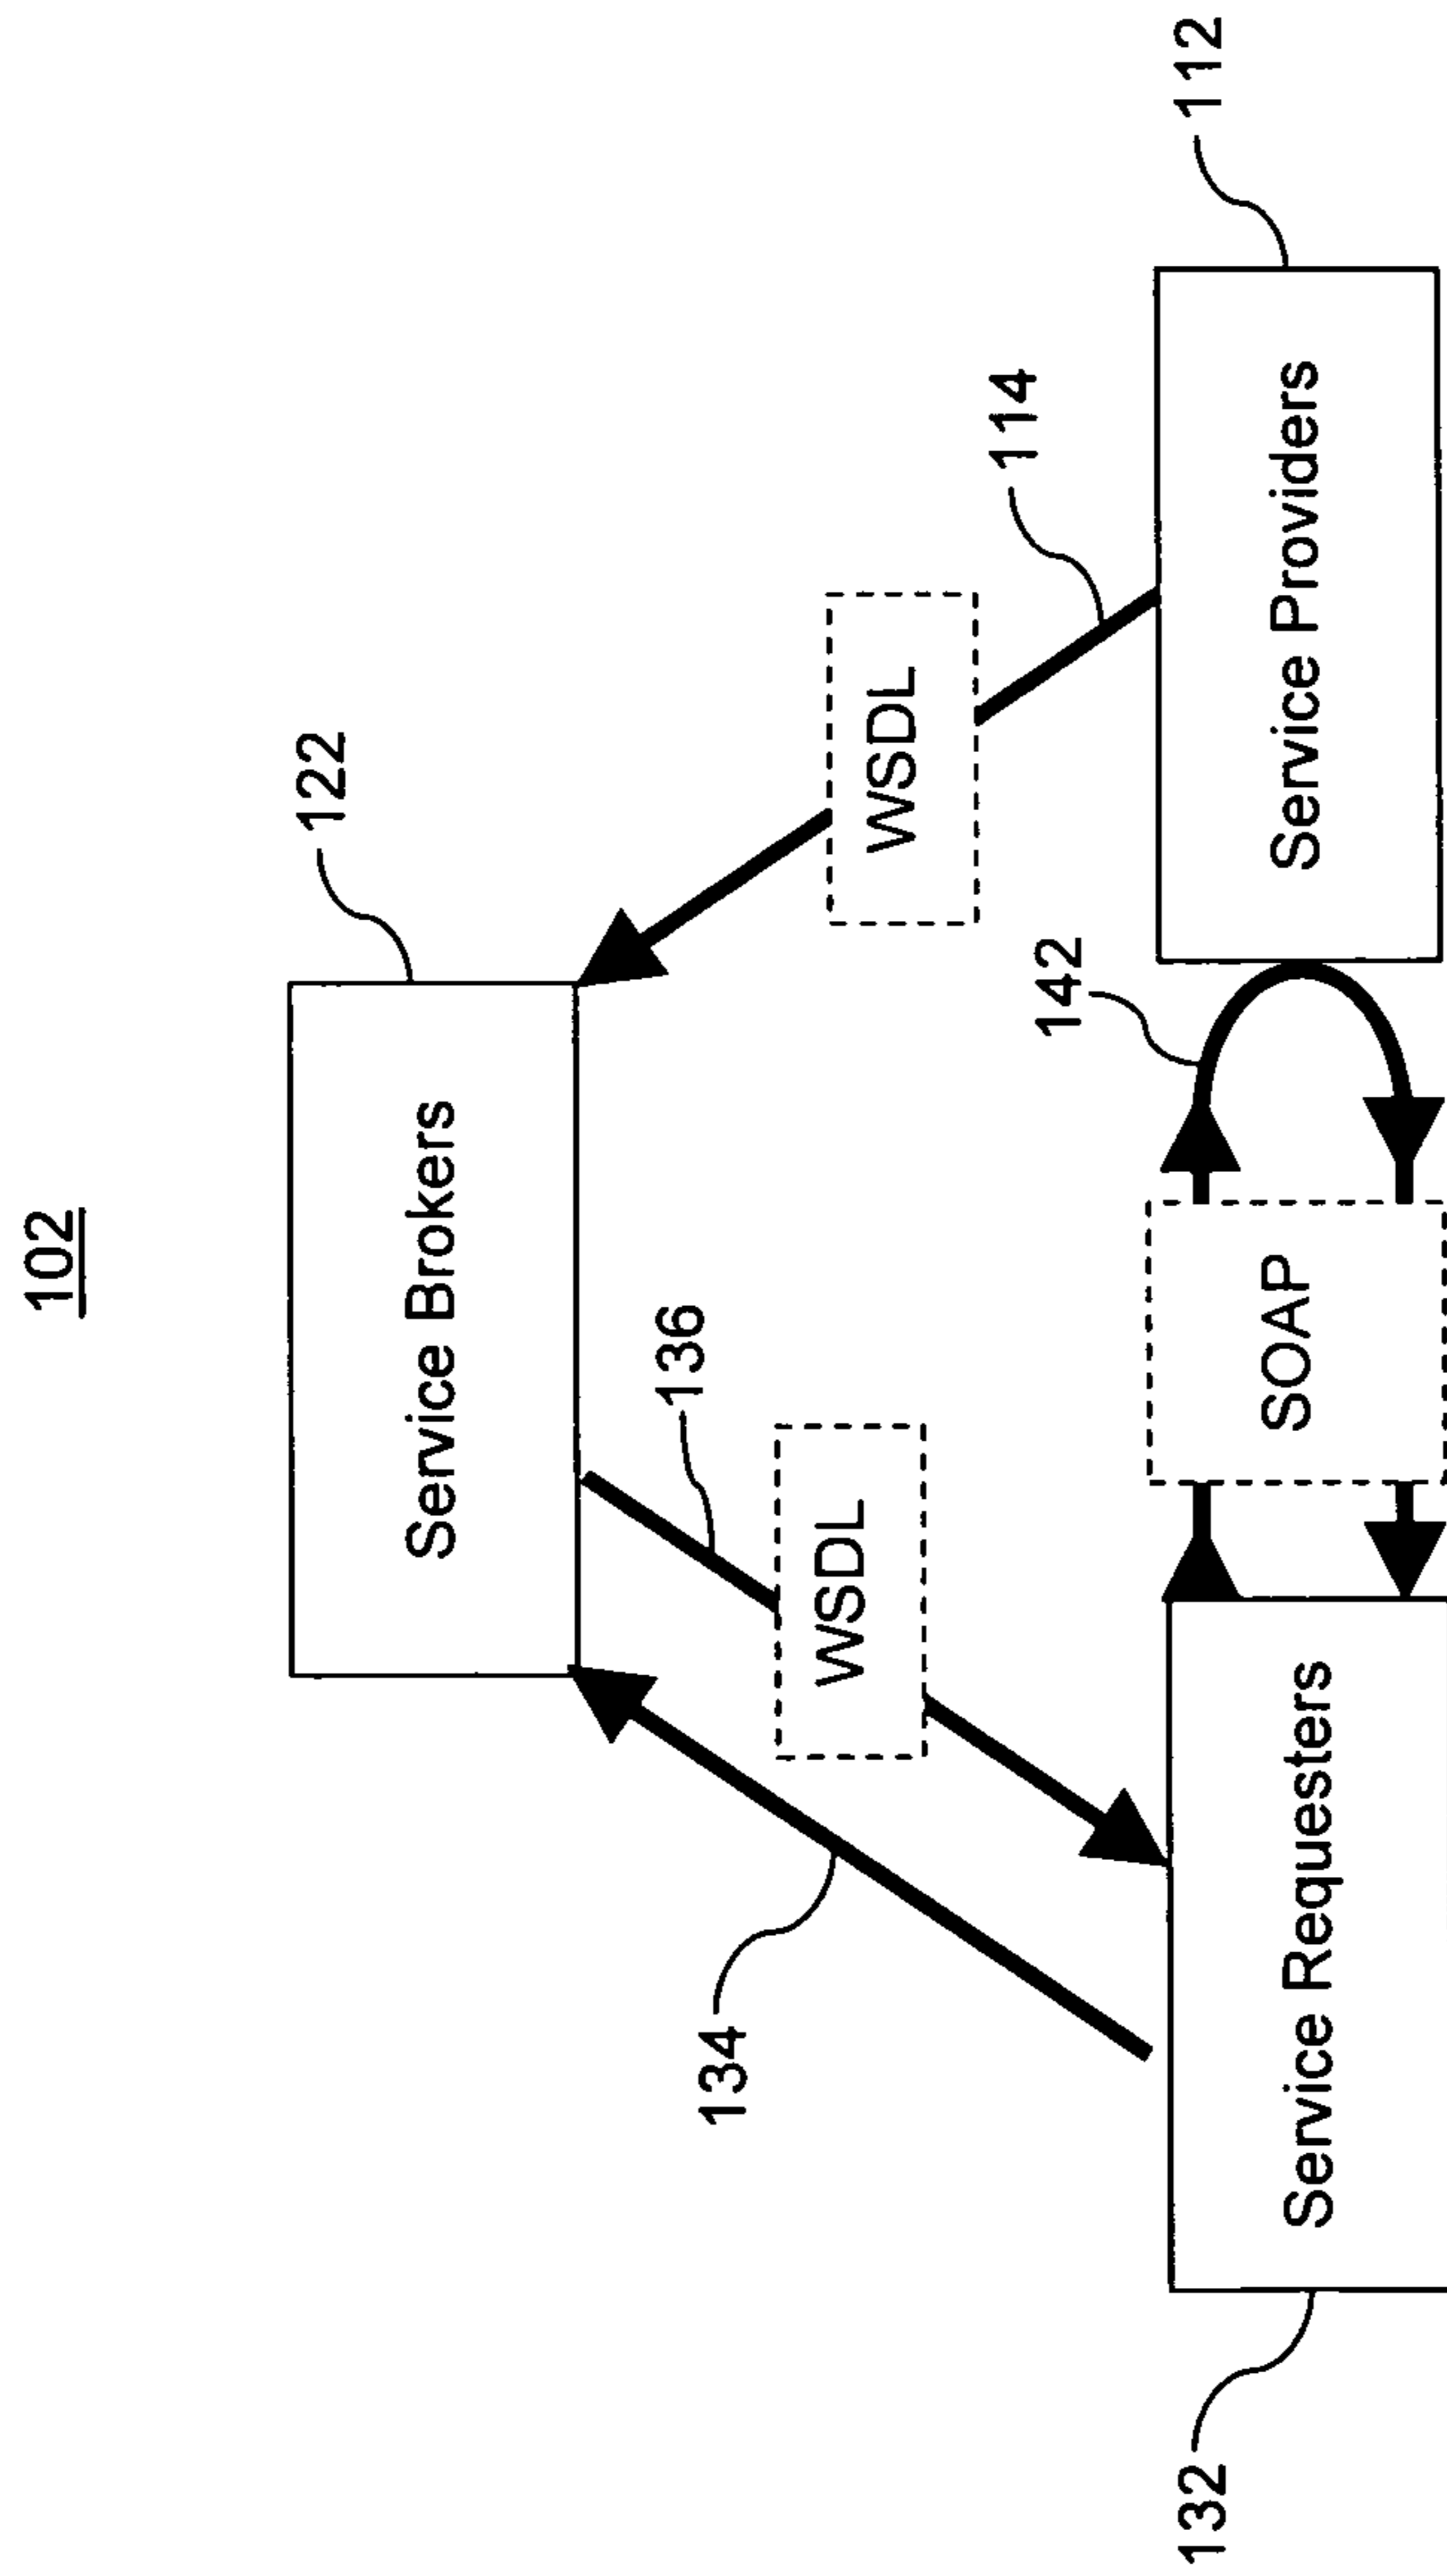 102
122
Service Brokers
136
134
WSDL
WSDL
114
142
112
132
Service Requesters
SOAP
Service Providers